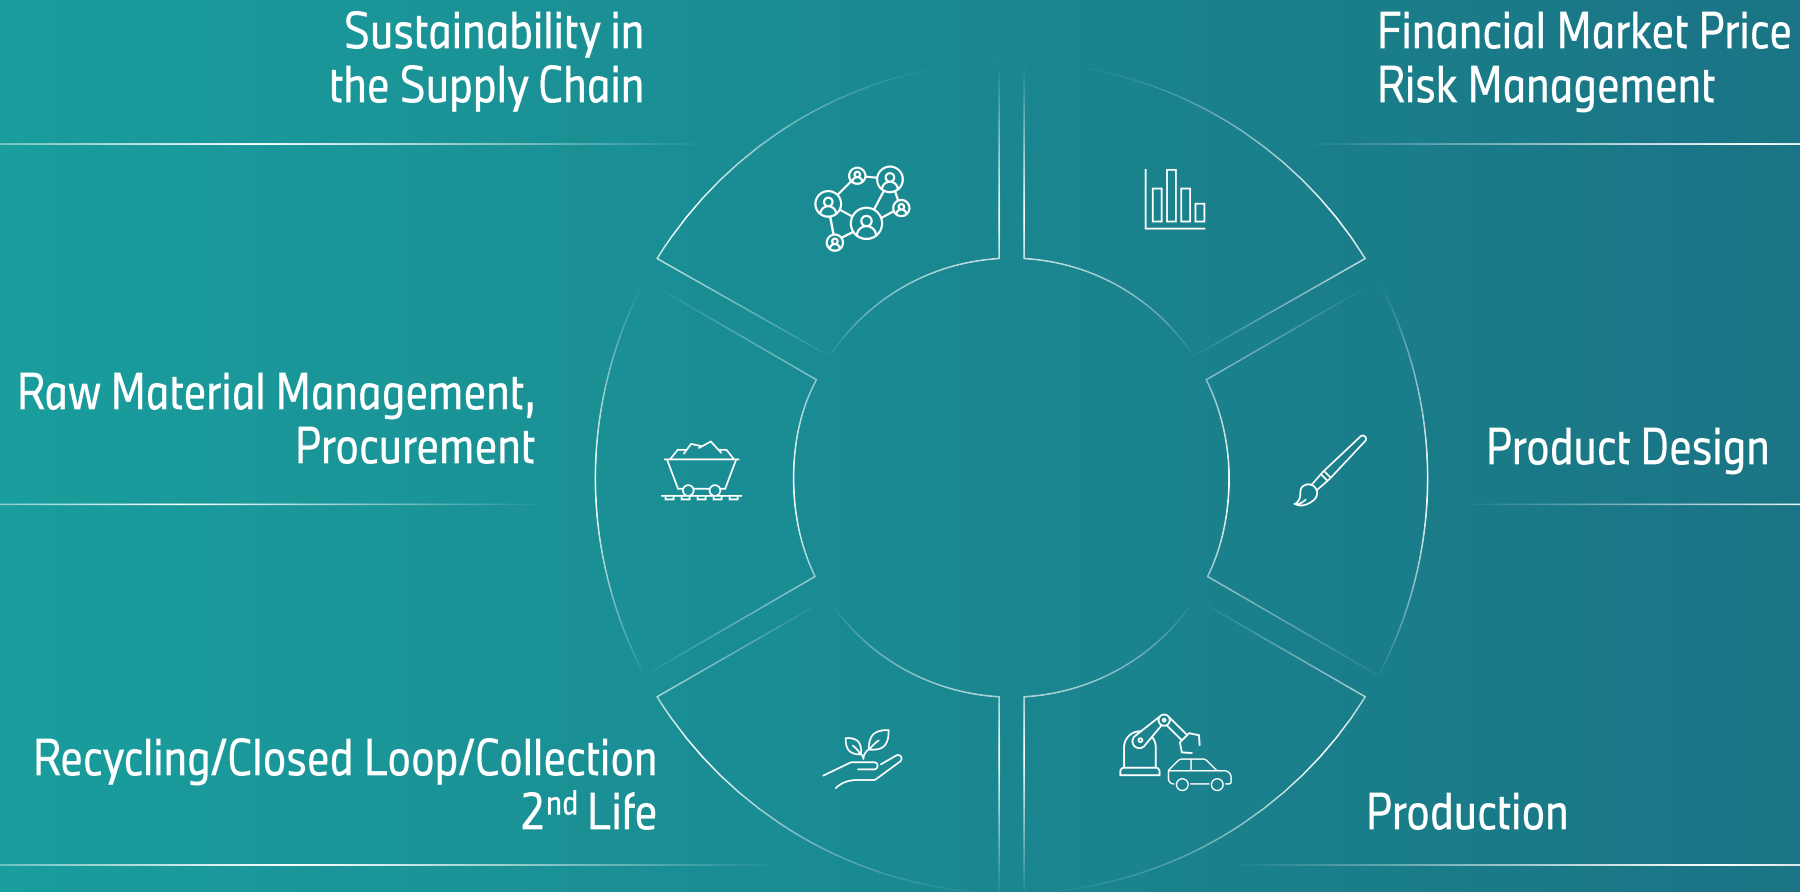 Sustainability in
the Supply Chain
Financial Market Price
Risk Management
Raw Material Management,
Procurement
Product Design
Recycling/Closed Loop/Collection
2nd Life
Production